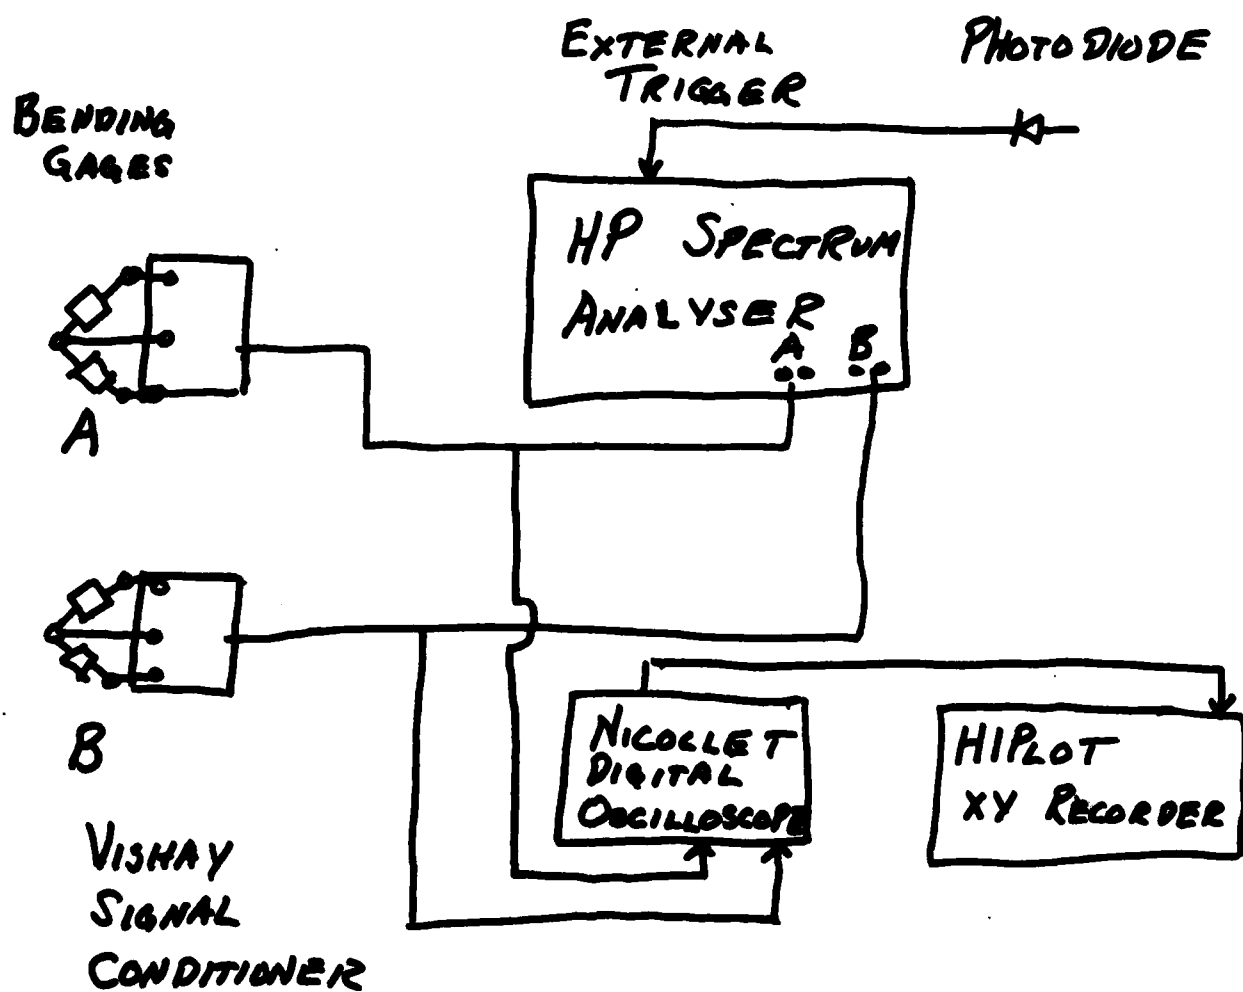 EXTERNAL
TRIGGER
PHOTODIODE
BENDING
GAGES
HP SPECTRUM
ANALYSER
A B
A
B
NICOLLET
DIGITAL
OSCILLOSCOPE
HIPLOT
XY RECORDER
VISHAY
SIGNAL
CONDITIONER